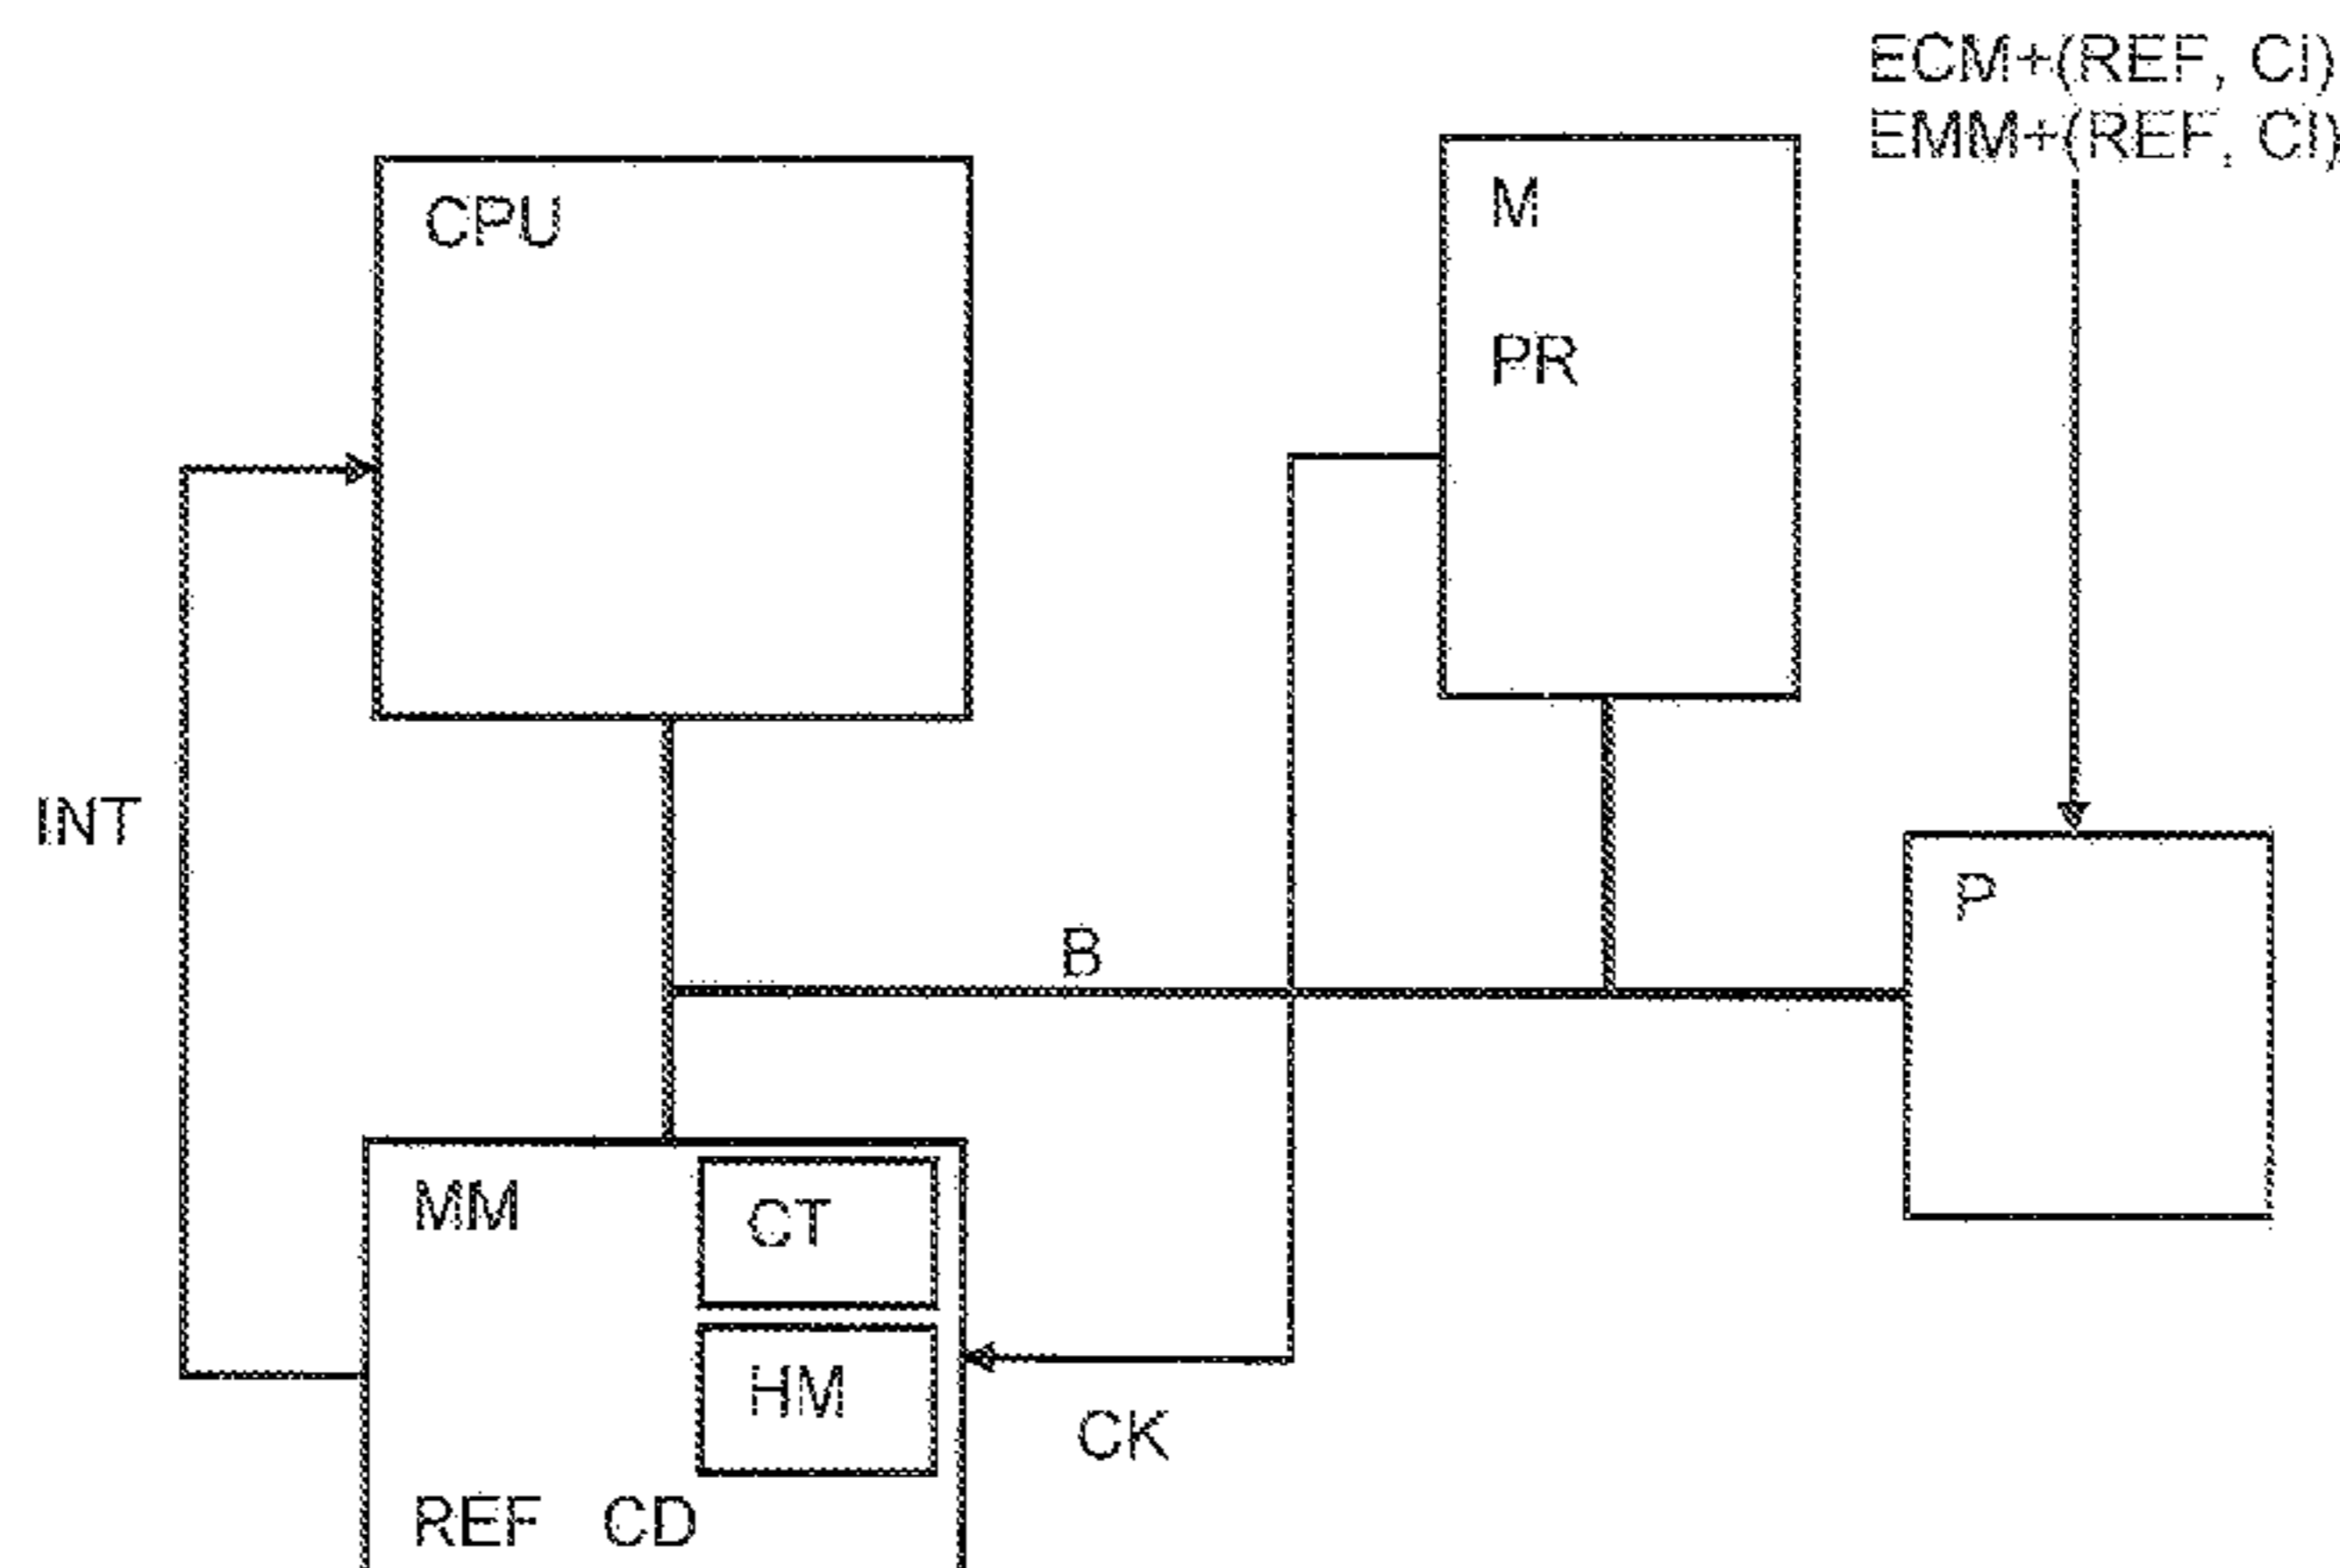 ECM+(REF, CI)
EMM+(REF, CI)
CPU
M
PR
INT
P
B
MM
CT
HM
CK
REF CD